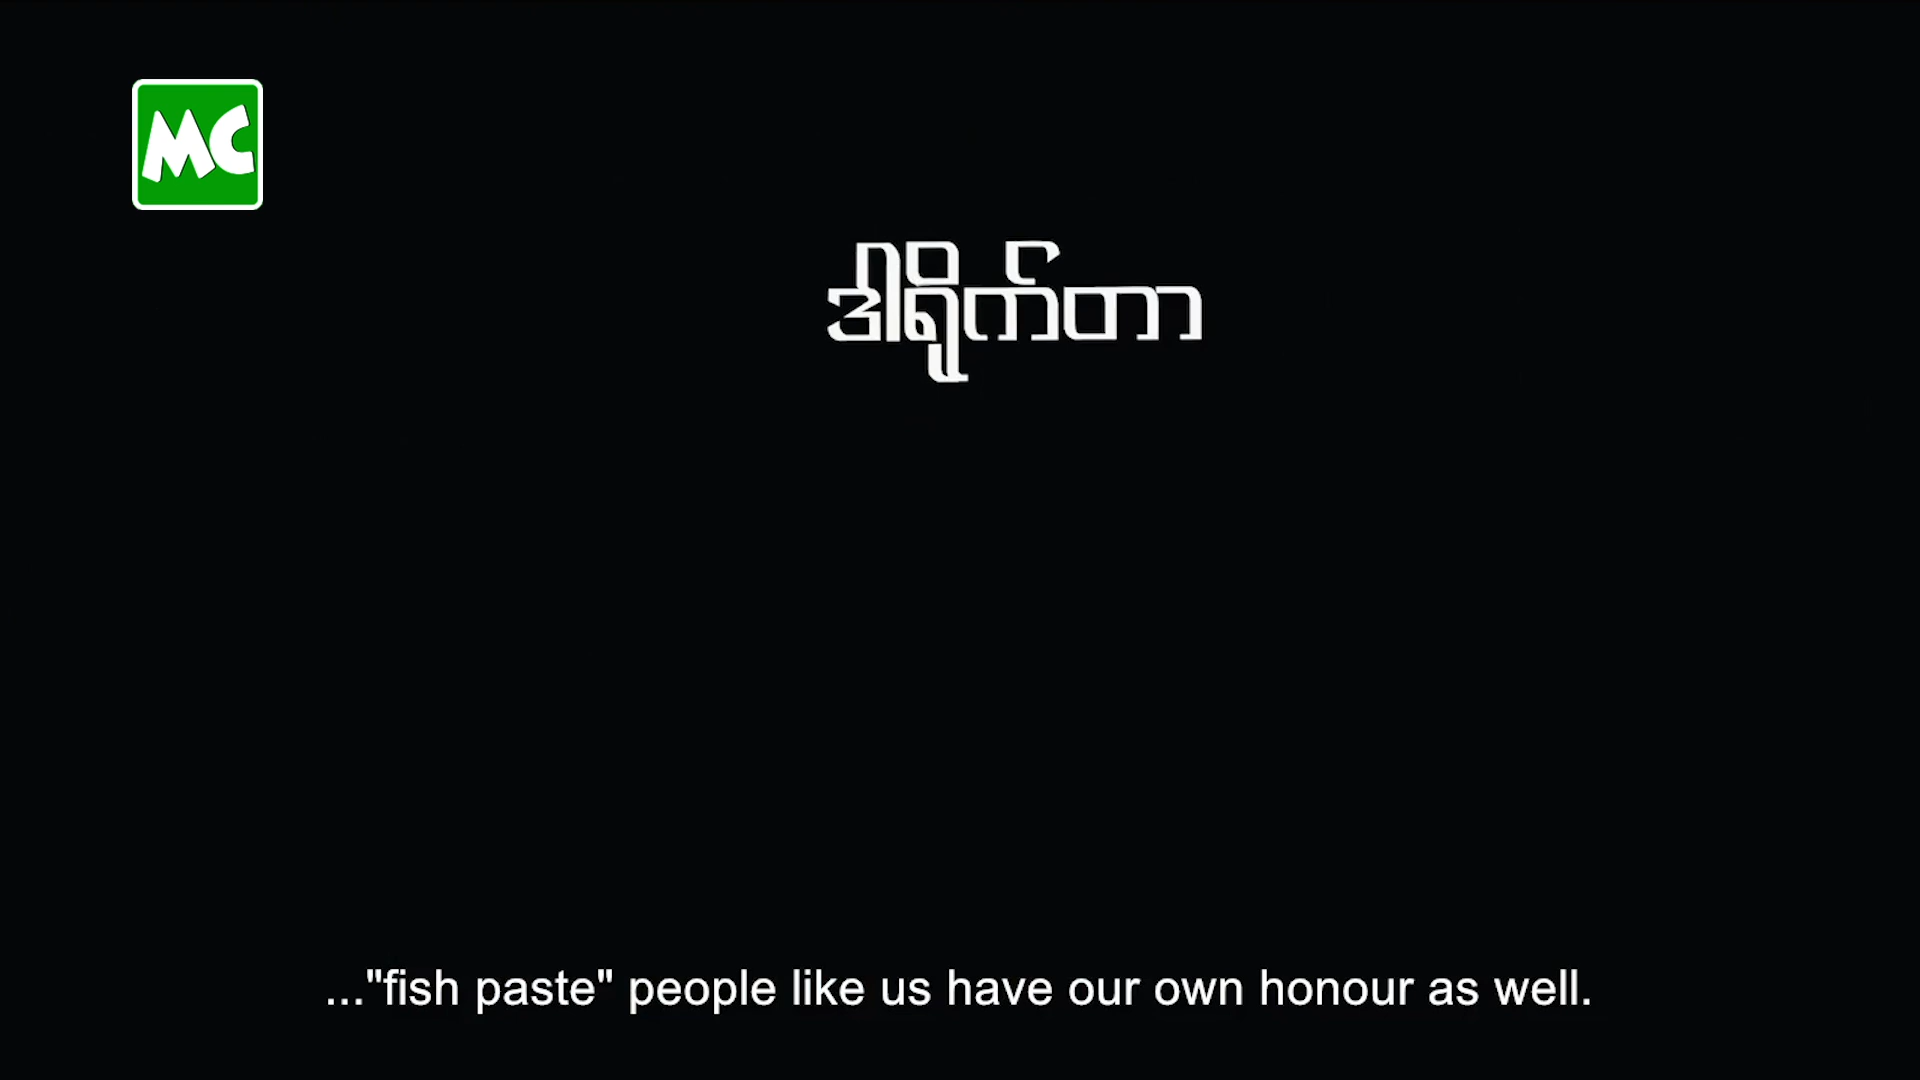 MC
ဒါရိုက်တာ
..."fish paste" people like us have our own honour as well.